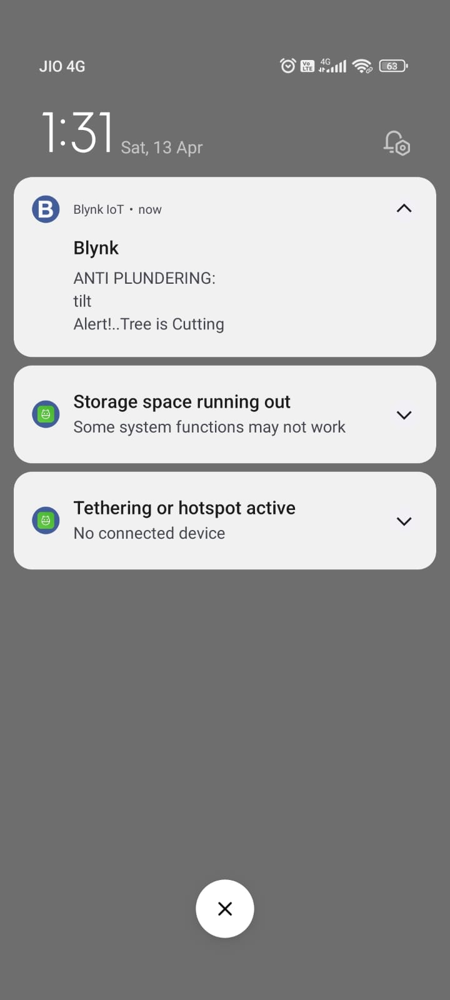 JIO 4G Vo LTE 4G 63
1:31 Sat, 13 Apr
B Blynk IoT • now
Blynk
ANTI PLUNDERING:
tilt
Alert!..Tree is Cutting
Storage space running out
Some system functions may not work
Tethering or hotspot active
No connected device